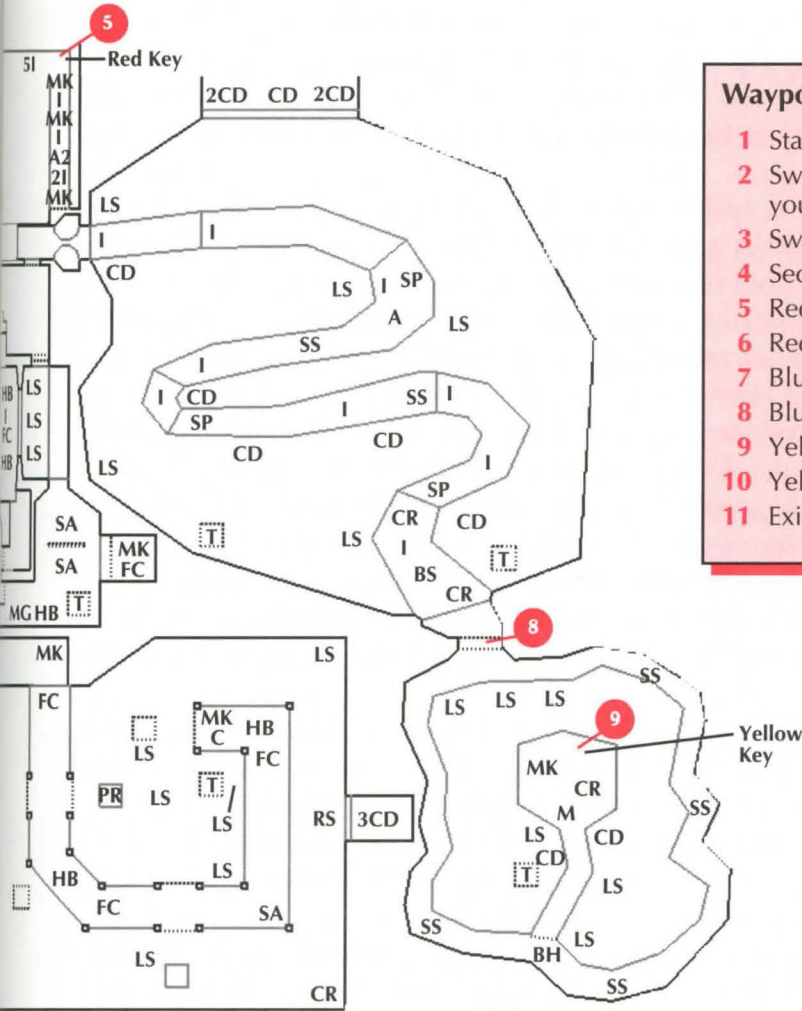 5
Red Key
5I
MK
I
MK
I
A2
2I
MK
2CD CD 2CD
LS
I
I
CD
LS
I
SP
A
LS
SS
I
I
CD
SP
I
SS
I
CD
CD
LS
I
SP
CR
CD
LS
I
T
T
BS
CR
HB
I
FC
HB
LS
LS
LS
SA
SA
MK
FC
MG HB
T
8
MK
FC
LS
LS
MK
C
HB
FC
PR
LS
T
LS
RS
3CD
HB
LS
FC
SA
LS
CR
SS
LS
LS
LS
9
Yellow
Key
MK
CR
M
SS
LS
CD
CD
T
LS
SS
LS
BH
SS
1 Sta
2 Sw
you
3 Sw
4 Sec
5 Red
6 Red
7 Blu
8 Blu
9 Yel
10 Yel
11 Exi